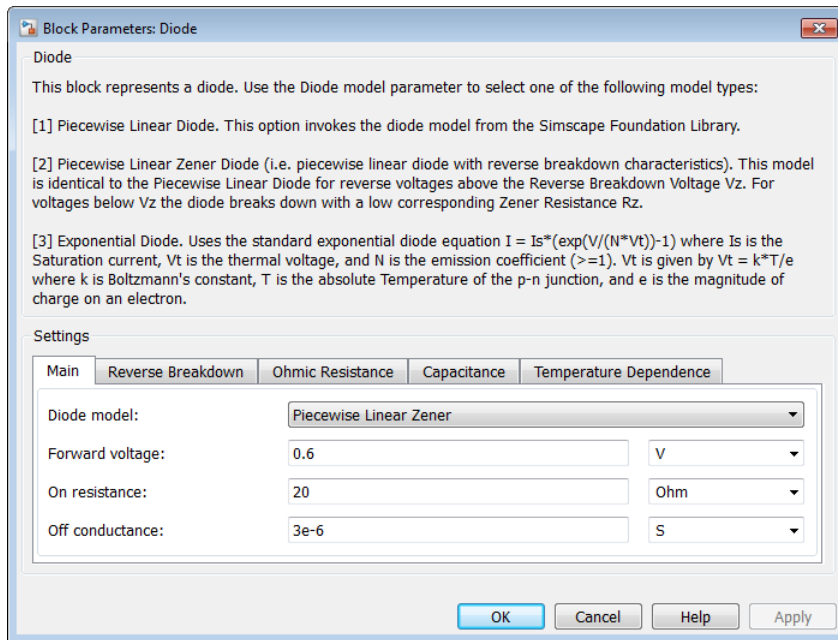 Block Parameters: Diode
Diode
This block represents a diode. Use the Diode model parameter to select one of the following model types:
[1] Piecewise Linear Diode. This option invokes the diode model from the Simscape Foundation Library.
[2] Piecewise Linear Zener Diode (i.e. piecewise linear diode with reverse breakdown characteristics). This model
is identical to the Piecewise Linear Diode for reverse voltages above the Reverse Breakdown Voltage Vz. For
voltages below Vz the diode breaks down with a low corresponding Zener Resistance Rz.
[3] Exponential Diode. Uses the standard exponential diode equation I = Is*(exp(V/(N*Vt))-1) where Is is the
Saturation current, Vt is the thermal voltage, and N is the emission coefficient (>=1). Vt is given by Vt = k*T/e
where k is Boltzmann's constant, T is the absolute Temperature of the p-n junction, and e is the magnitude of
charge on an electron.
Settings
Main Reverse Breakdown Ohmic Resistance Capacitance Temperature Dependence
Diode model: Piecewise Linear Zener
Forward voltage: 0.6 V
On resistance: 20 Ohm
Off conductance: 3e-6 S
OK Cancel Help Apply